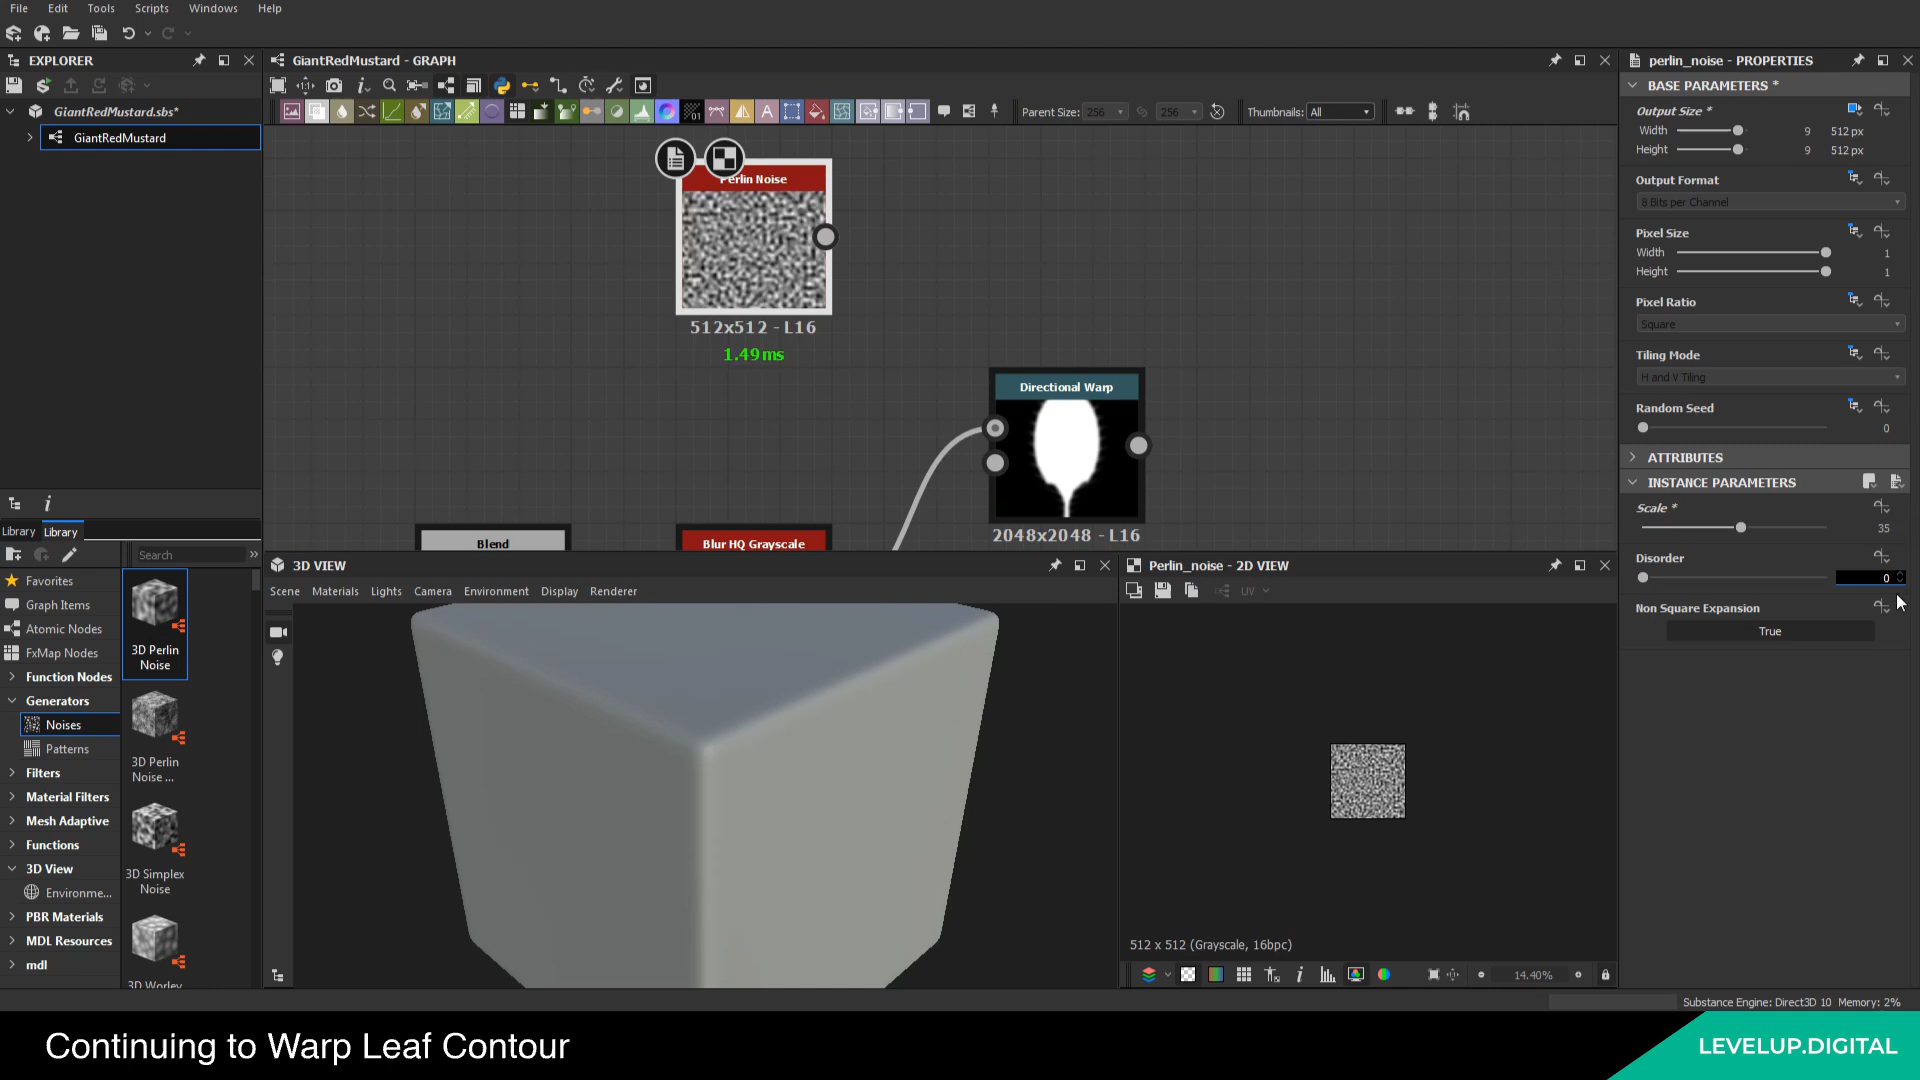 File Edit Tools Scripts Windows Help
EXPLORER
GiantRedMustard.sbs*
GiantRedMustard
Library Library
Search
Favorites
Graph Items
Atomic Nodes
FxMap Nodes
Function Nodes
Generators
Noises
Patterns
Filters
Material Filters
Mesh Adaptive
Functions
3D View
Environme...
PBR Materials
MDL Resources
mdl
3D Perlin
Noise
3D Perlin
Noise ...
3D Simplex
Noise
3D Worley
GiantRedMustard - GRAPH
Parent Size: 256 256
Thumbnails: All
Perlin Noise
512x512 - L16
1.49ms
Directional Warp
2048x2048 - L16
Blend
Blur HQ Grayscale
3D VIEW
Scene Materials Lights Camera Environment Display Renderer
Perlin_noise - 2D VIEW
UV
512 x 512 (Grayscale, 16bpc)
14.40%
perlin_noise - PROPERTIES
BASE PARAMETERS *
Output Size *
Width 9 512 px
Height 9 512 px
Output Format
8 Bits per Channel
Pixel Size
Width 1
Height 1
Pixel Ratio
Square
Tiling Mode
H and V Tiling
Random Seed
0
ATTRIBUTES
INSTANCE PARAMETERS
Scale *
35
Disorder
0
Non Square Expansion
True
Substance Engine: Direct3D 10 Memory: 2%
Continuing to Warp Leaf Contour
LEVELUP.DIGITAL